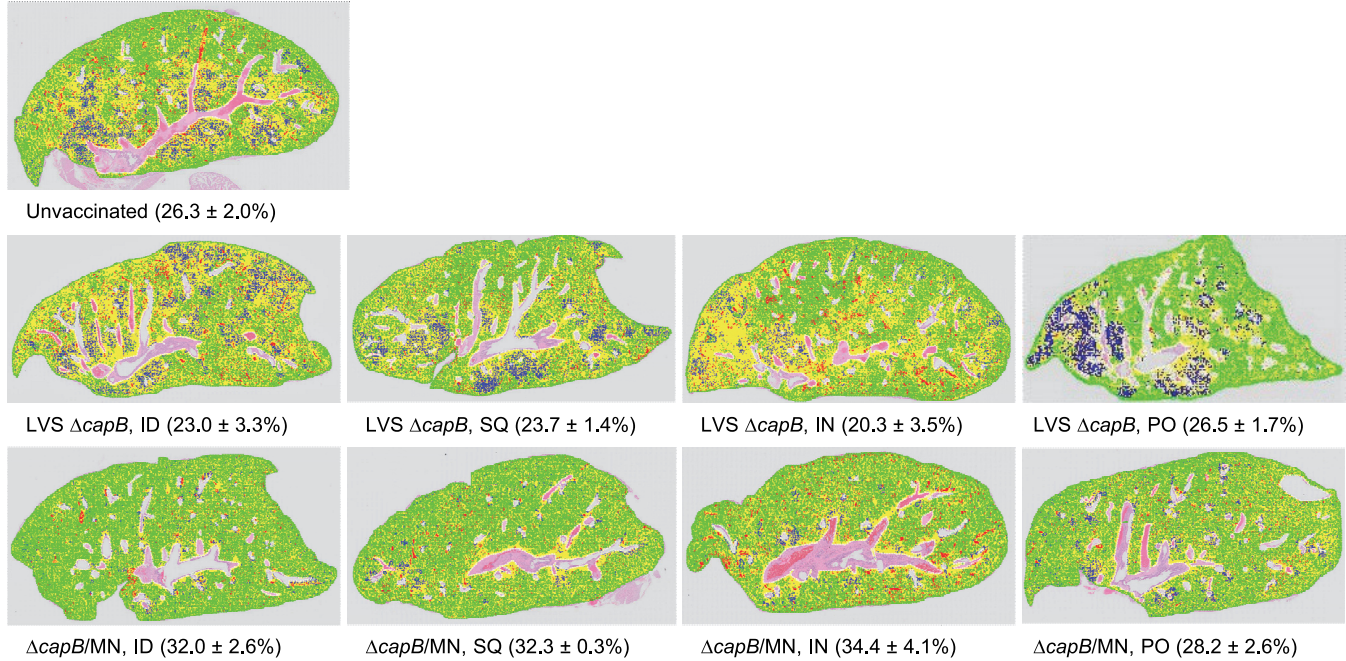 Unvaccinated (26.3 ± 2.0%)
LVS ΔcapB, ID (23.0 ± 3.3%)
LVS ΔcapB, SQ (23.7 ± 1.4%)
LVS ΔcapB, IN (20.3 ± 3.5%)
LVS ΔcapB, PO (26.5 ± 1.7%)
ΔcapB/MN, ID (32.0 ± 2.6%)
ΔcapB/MN, SQ (32.3 ± 0.3%)
ΔcapB/MN, IN (34.4 ± 4.1%)
ΔcapB/MN, PO (28.2 ± 2.6%)